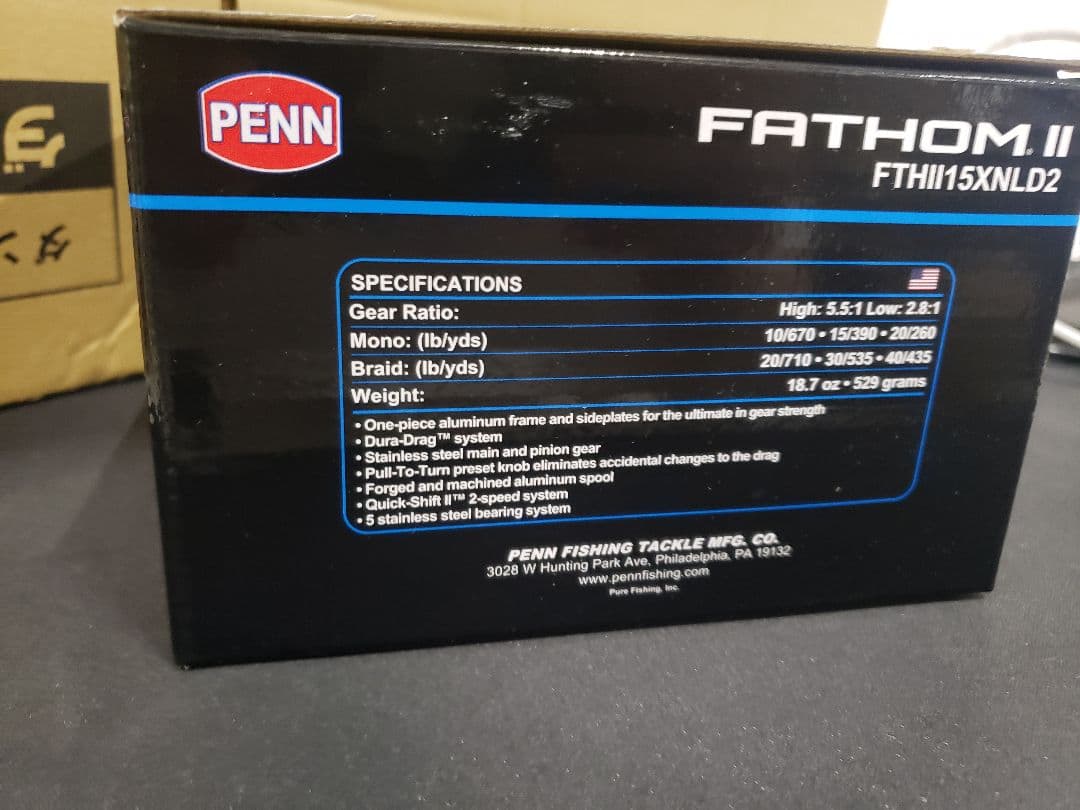 PENN
FATHOM II
FTHII15XNLD2
SPECIFICATIONS
Gear Ratio: High: 5.5:1 Low: 2.8:1
Mono: (lb/yds) 10/670 • 15/390 • 20/260
Braid: (lb/yds) 20/710 • 30/535 • 40/435
Weight: 18.7 oz • 529 grams
• One-piece aluminum frame and sideplates for the ultimate in gear strength
• Dura-Drag™ system
• Stainless steel main and pinion gear
• Pull-To-Turn preset knob eliminates accidental changes to the drag
• Forged and machined aluminum spool
• Quick-Shift II™ 2-speed system
• 5 stainless steel bearing system
PENN FISHING TACKLE MFG. CO.
3028 W Hunting Park Ave, Philadelphia, PA 19132
www.pennfishing.com
Pure Fishing, Inc.